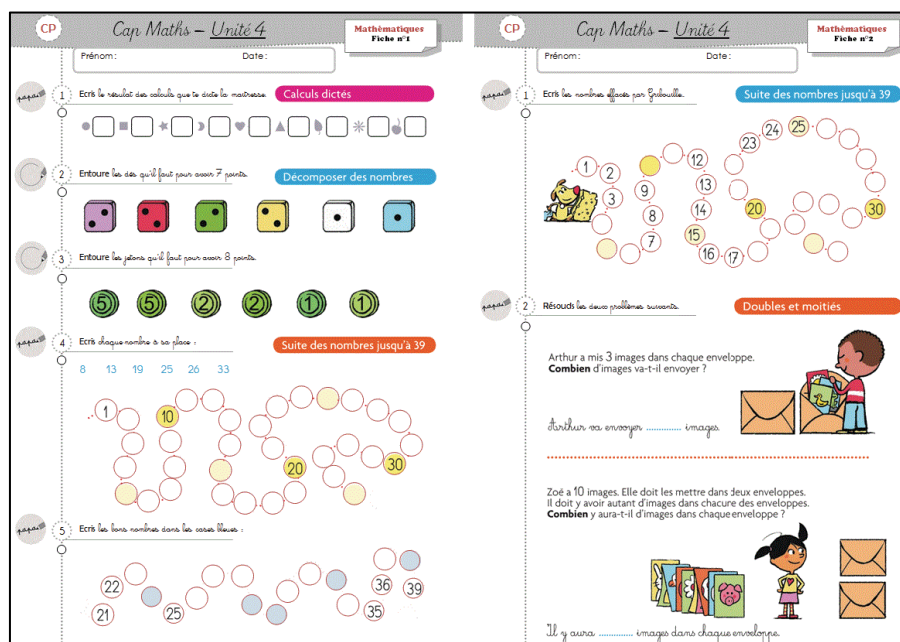 CP
Cap Maths – Unité 4
Mathématiques
Fiche n°1
Prénom :
Date :
1
Ecris le résultat des calculs que te dicte la maitresse.
Calculs dictés
2
Entoure les dés qu'il faut pour avoir 7 points.
Décomposer des nombres
3
Entoure les jetons qu'il faut pour avoir 8 points.
5 5 2 2 1 1
4
Ecris chaque nombre à sa place :
Suite des nombres jusqu'à 39
8 13 19 25 26 33
1 10 20 30
5
Ecris les bons nombres dans les cases bleues :
21 22 25 35 36 39
CP
Cap Maths – Unité 4
Mathématiques
Fiche n°2
Prénom :
Date :
1
Ecris les nombres effacés par Gribouille.
Suite des nombres jusqu'à 39
1 2 3 7 8 9 12 13 14 15 16 17 20 23 24 25 30
2
Résouds les deux problèmes suivants.
Doubles et moitiés
Arthur a mis 3 images dans chaque enveloppe.
Combien d'images va-t-il envoyer ?
Arthur va envoyer .............. images.
Zoé a 10 images. Elle doit les mettre dans deux enveloppes.
Il doit y avoir autant d'images dans chacure des enveloppes.
Combien y aura-t-il d'images dans chaque enveloppe ?
Il y aura .............. images dans chaque enveloppe.